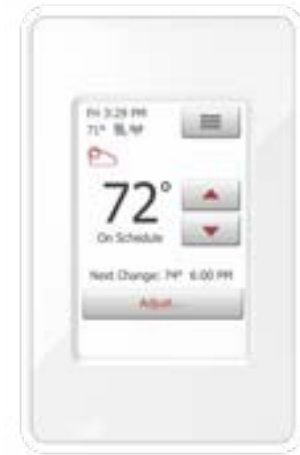 Fri 3:29 PM
71°
72°
On Schedule
Next Change: 74° 6:00 PM
Adjust...